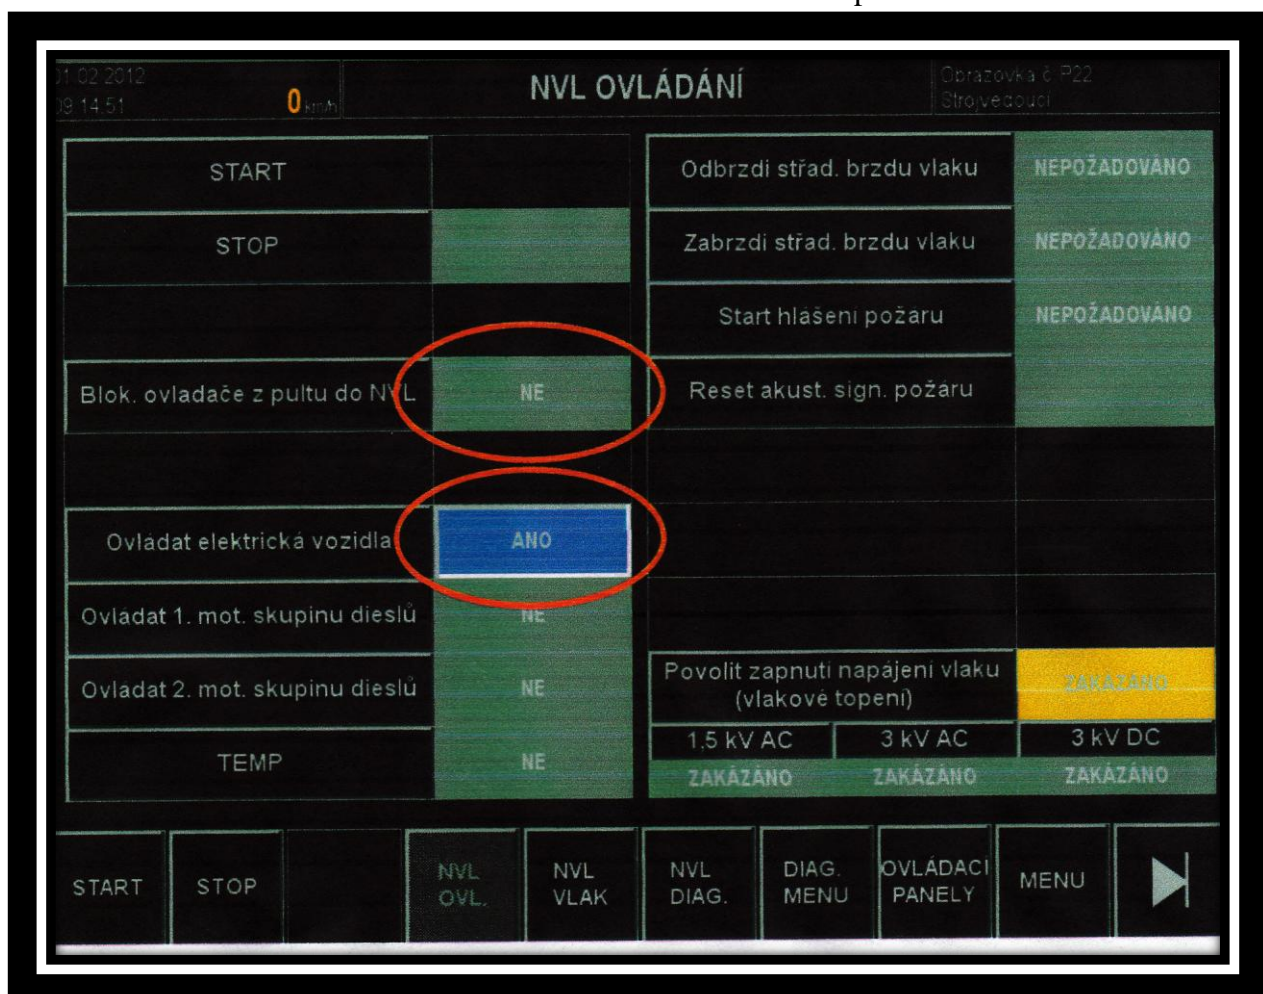 01.02.2012
09.14.51
0 km/h
NVL OVLÁDÁNÍ
Obrazovka č. P22
Strojvedoucí
START
STOP
Blok. ovladače z pultu do NVL
NE
Ovládat elektrická vozidla
ANO
Ovládat 1. mot. skupinu dieslů
NE
Ovládat 2. mot. skupinu dieslů
NE
TEMP
NE
Odbrzdi střad. brzdu vlaku
NEPOŽADOVÁNO
Zabrzdi střad. brzdu vlaku
NEPOŽADOVÁNO
Start hlášení požáru
NEPOŽADOVÁNO
Reset akust. sign. požáru
Povolit zapnutí napájení vlaku
(vlakové topení)
ZAKÁZÁNO
1,5 kV AC
3 kV AC
3 kV DC
ZAKÁZÁNO
ZAKÁZÁNO
ZAKÁZÁNO
START
STOP
NVL
OVL.
NVL
VLAK
NVL
DIAG.
DIAG.
MENU
OVLÁDACÍ
PANELY
MENU